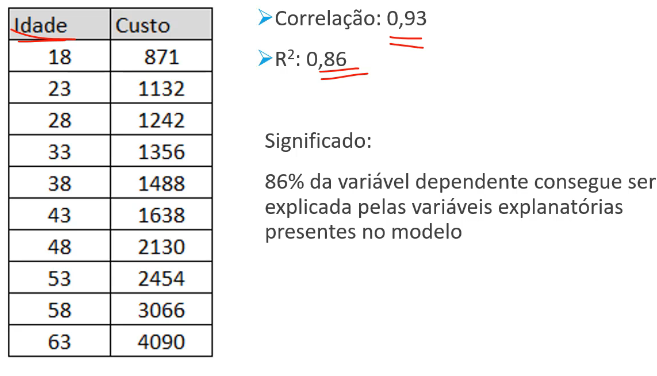 Idade Custo
18 871
23 1132
28 1242
33 1356
38 1488
43 1638
48 2130
53 2454
58 3066
63 4090
➢Correlação: 0,93
➢R²: 0,86
Significado:
86% da variável dependente consegue ser
explicada pelas variáveis explanatórias
presentes no modelo